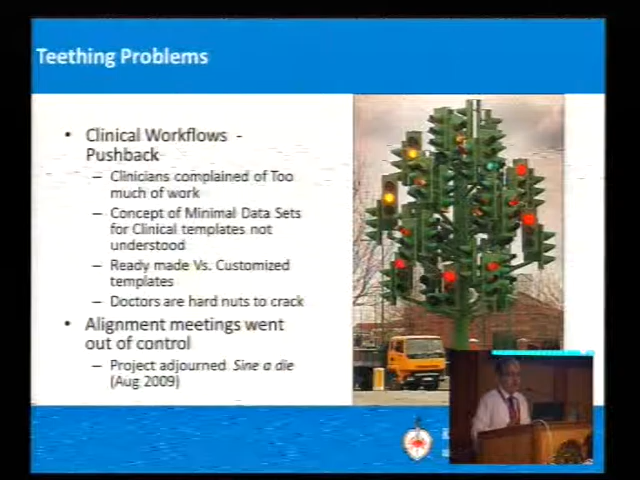 Teething Problems
• Clinical Workflows -
Pushback
– Clinicians complained of Too
much of work
– Concept of Minimal Data Sets
for Clinical templates not
understood
– Ready made Vs. Customized
templates
– Doctors are hard nuts to crack
• Alignment meetings went
out of control
– Project adjourned Sine a die
(Aug 2009)